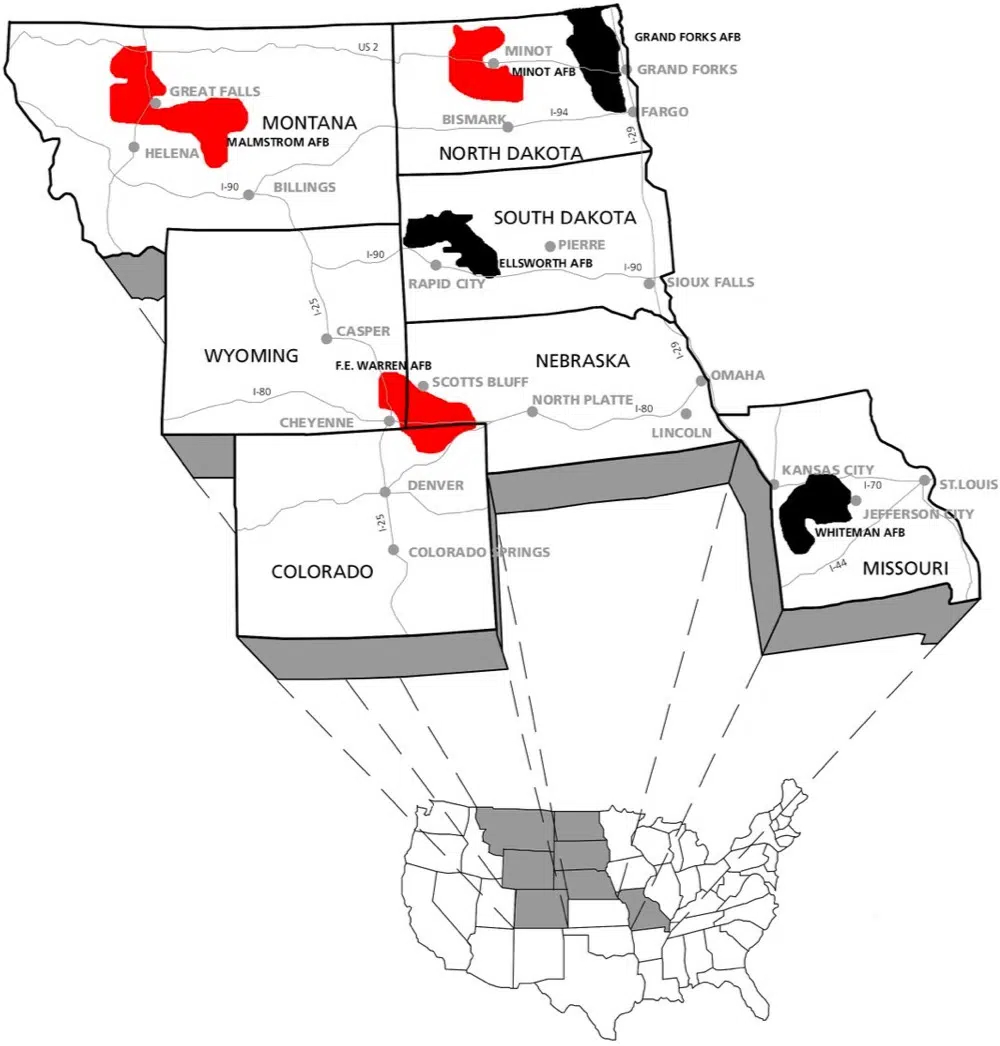 GRAND FORKS AFB
US 2
MINOT
MINOT AFB
GRAND FORKS
GREAT FALLS
MONTANA
BISMARK
I-94
FARGO
MALMSTROM AFB
HELENA
NORTH DAKOTA
I-29
I-90
BILLINGS
SOUTH DAKOTA
PIERRE
I-90
ELLSWORTH AFB
I-90
RAPID CITY
SIOUX FALLS
I-25
CASPER
WYOMING
F.E. WARREN AFB
NEBRASKA
I-29
SCOTTS BLUFF
OMAHA
I-80
NORTH PLATTE
I-80
CHEYENNE
LINCOLN
KANSAS CITY
DENVER
I-70
ST.LOUIS
I-25
JEFFERSON CITY
WHITEMAN AFB
COLORADO SPRINGS
COLORADO
I-44
MISSOURI